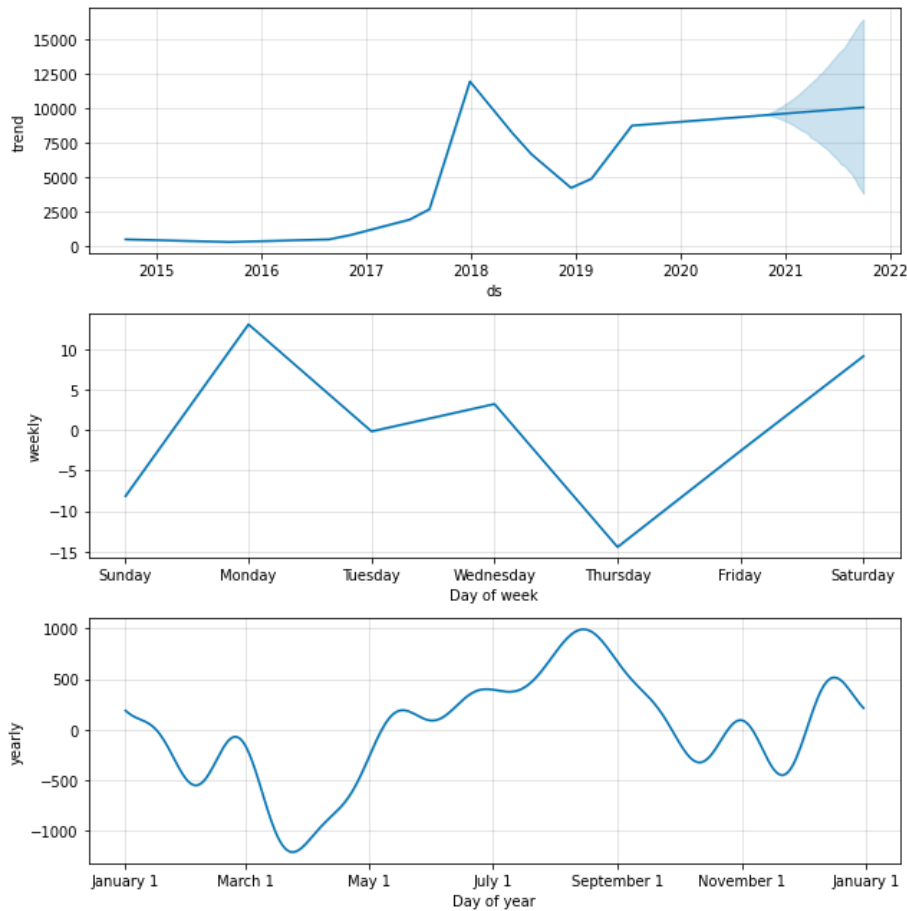 15000
12500
10000
7500
5000
2500
0
trend
2015 2016 2017 2018 2019 2020 2021 2022
ds
10
5
0
−5
−10
−15
weekly
Sunday Monday Tuesday Wednesday Thursday Friday Saturday
Day of week
1000
500
0
−500
−1000
yearly
January 1 March 1 May 1 July 1 September 1 November 1 January 1
Day of year